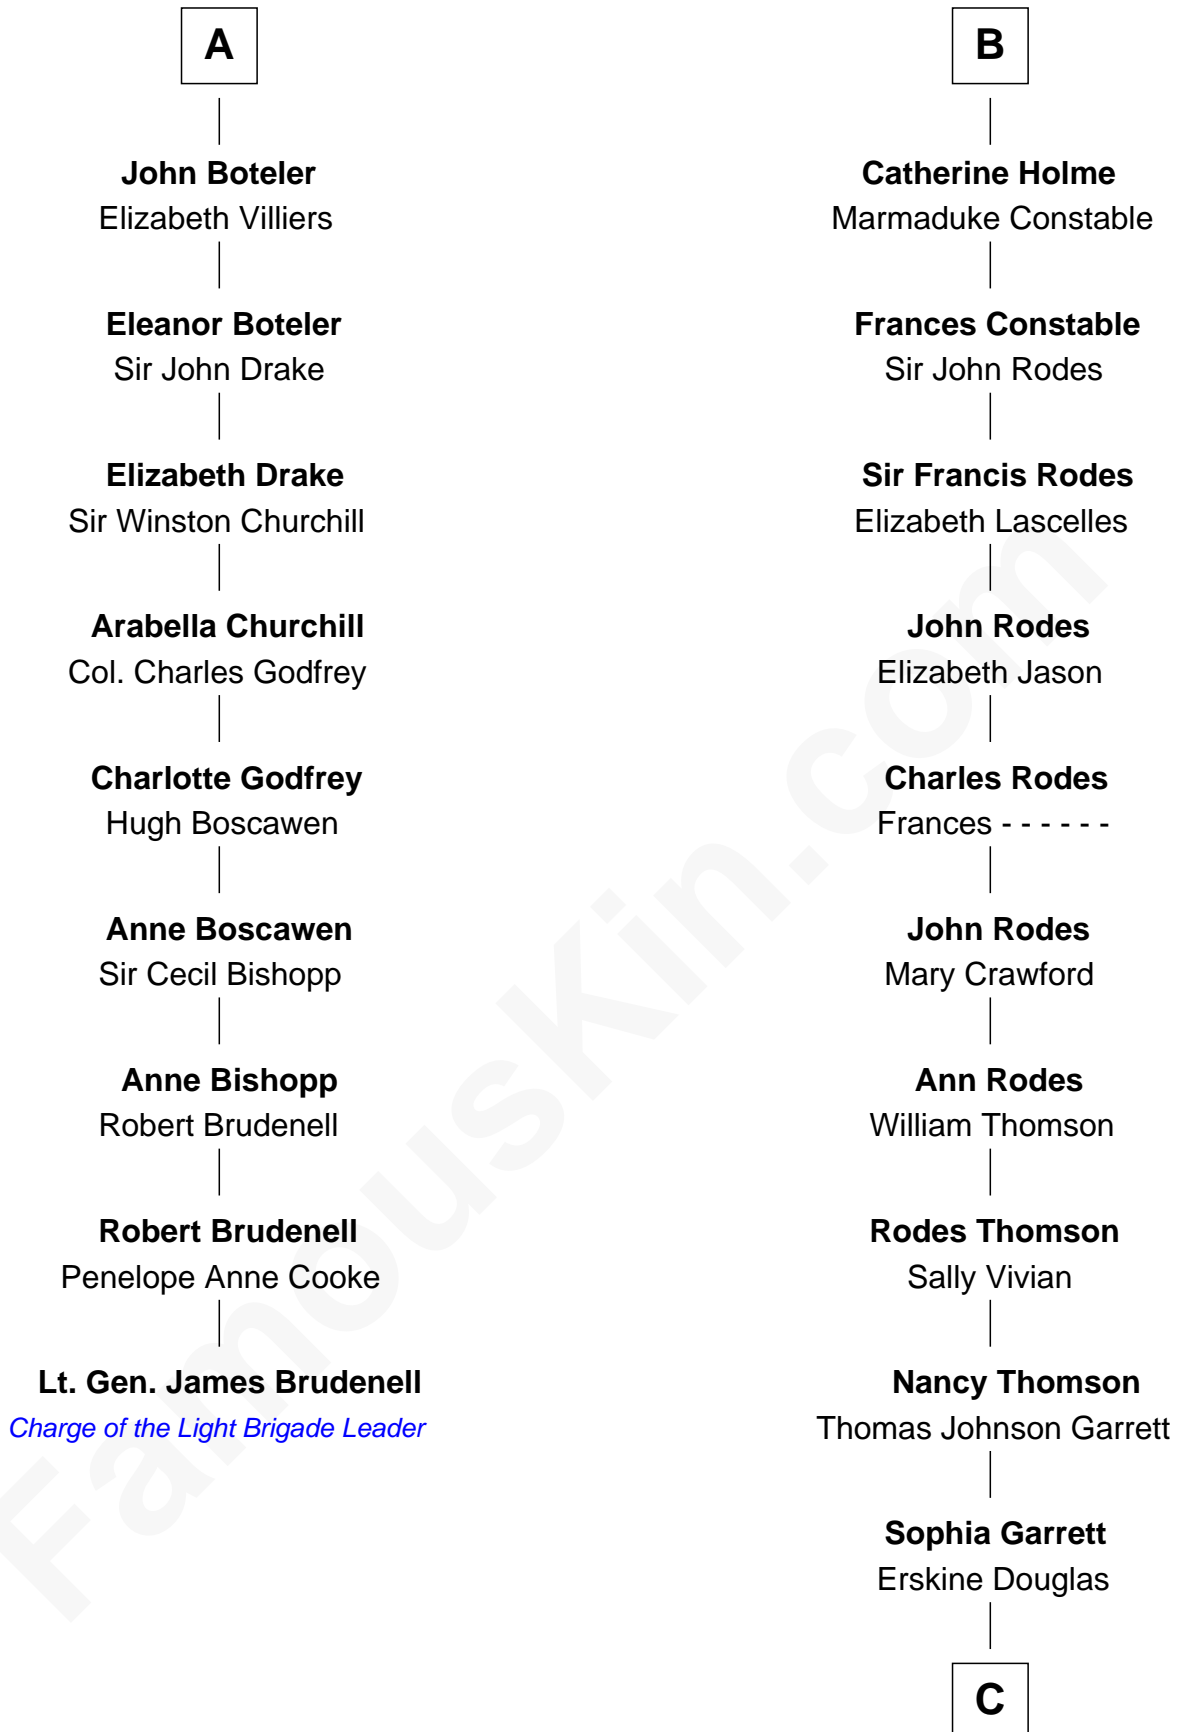 A
John Boteler
Elizabeth Villiers
Eleanor Boteler
Sir John Drake
Elizabeth Drake
Sir Winston Churchill
Arabella Churchill
Col. Charles Godfrey
Charlotte Godfrey
Hugh Boscawen
Anne Boscawen
Sir Cecil Bishopp
Anne Bishopp
Robert Brudenell
Robert Brudenell
Penelope Anne Cooke
Lt. Gen. James Brudenell
Charge of the Light Brigade Leader
B
Catherine Holme
Marmaduke Constable
Frances Constable
Sir John Rodes
Sir Francis Rodes
Elizabeth Lascelles
John Rodes
Elizabeth Jason
Charles Rodes
Frances - - - - - -
John Rodes
Mary Crawford
Ann Rodes
William Thomson
Rodes Thomson
Sally Vivian
Nancy Thomson
Thomas Johnson Garrett
Sophia Garrett
Erskine Douglas
C
FamousKin.com